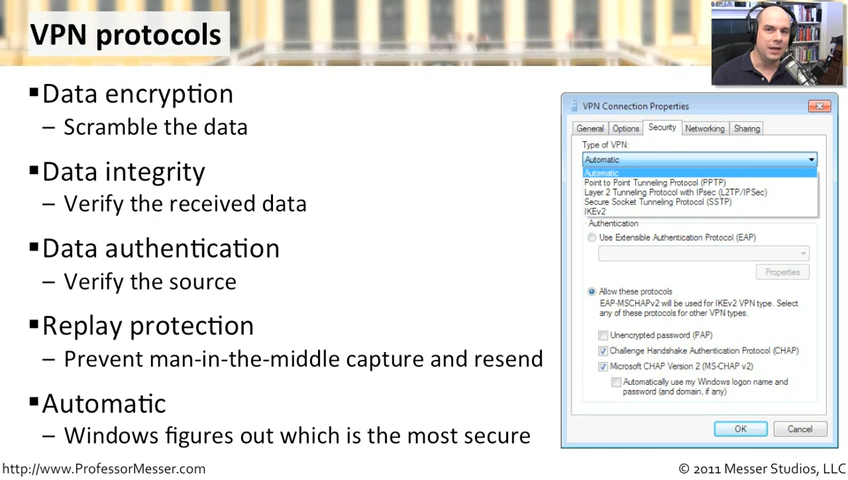 VPN protocols
▪Data encryption
– Scramble the data
▪Data integrity
– Verify the received data
▪Data authentication
– Verify the source
▪Replay protection
– Prevent man-in-the-middle capture and resend
▪Automatic
– Windows figures out which is the most secure
VPN Connection Properties
General Options Security Networking Sharing
Type of VPN:
Automatic
Automatic
Point to Point Tunneling Protocol (PPTP)
Layer 2 Tunneling Protocol with IPsec (L2TP/IPSec)
Secure Socket Tunneling Protocol (SSTP)
IKEv2
Authentication
Use Extensible Authentication Protocol (EAP)
Properties
Allow these protocols
EAP-MSCHAPv2 will be used for IKEv2 VPN type. Select
any of these protocols for other VPN types.
Unencrypted password (PAP)
Challenge Handshake Authentication Protocol (CHAP)
Microsoft CHAP Version 2 (MS-CHAP v2)
Automatically use my Windows logon name and
password (and domain, if any)
OK Cancel
http://www.ProfessorMesser.com
© 2011 Messer Studios, LLC